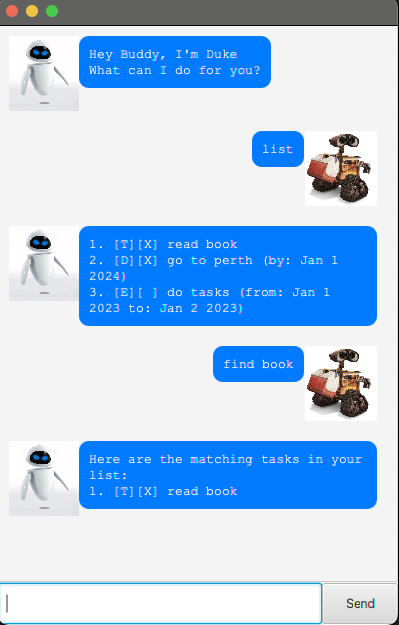 Hey Buddy, I'm Duke
What can I do for you?
list
1. [T][X] read book
2. [D][X] go to perth (by: Jan 1
2024)
3. [E][ ] do tasks (from: Jan 1
2023 to: Jan 2 2023)
find book
Here are the matching tasks in your
list:
1. [T][X] read book
Send